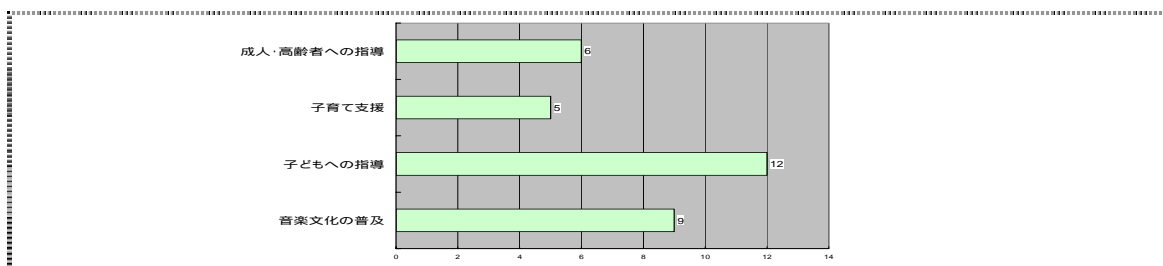 成人・高齢者への指導
6
子育て支援
5
子どもへの指導
12
音楽文化の普及
9
0 2 4 6 8 10 12 14